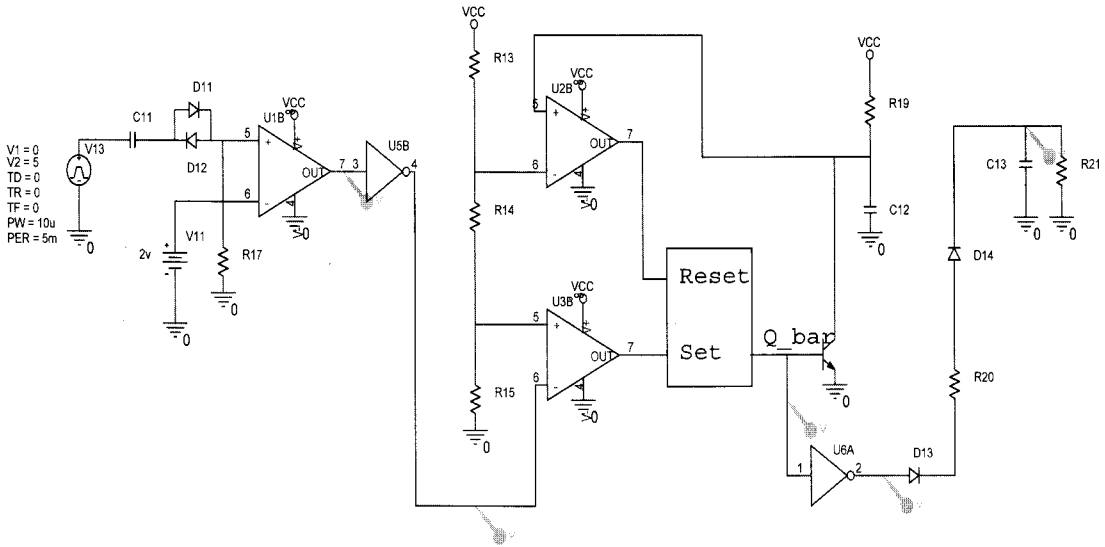 VCC
R13
U2B
VCC
5
+
V+
7
OUT
6
-
4
V-
0
VCC
R19
C12
0
D11
C11
V13
V1 = 0
V2 = 5
TD = 0
TR = 0
TF = 0
PW = 10u
PER = 5m
0
D12
U1B
VCC
8
5
+
V+
7
OUT
6
-
4
V-
0
3
U5B
4
2v
V11
+
-
0
R17
0
R14
R15
0
U3B
VCC
8
5
+
V+
7
OUT
6
-
4
V-
0
Reset
Set
Q_bar
0
1
U6A
2
D13
R20
D14
C13
0
R21
0